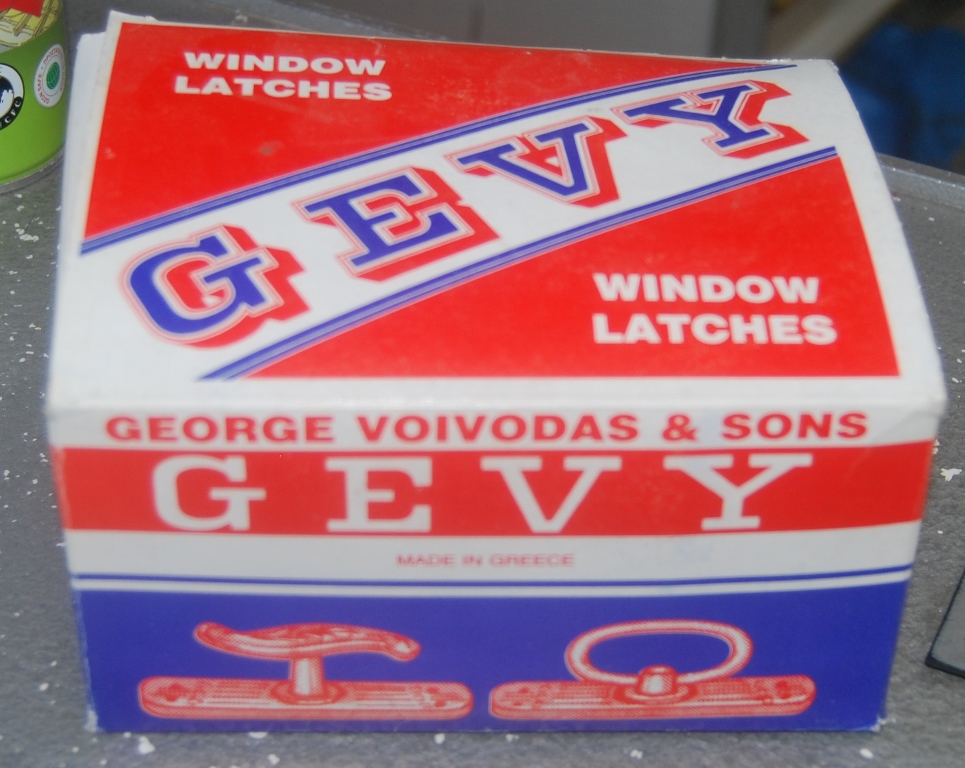 WINDOW
LATCHES
GEVY
WINDOW
LATCHES
GEORGE VOIVODAS & SONS
GEVY
MADE IN GREECE